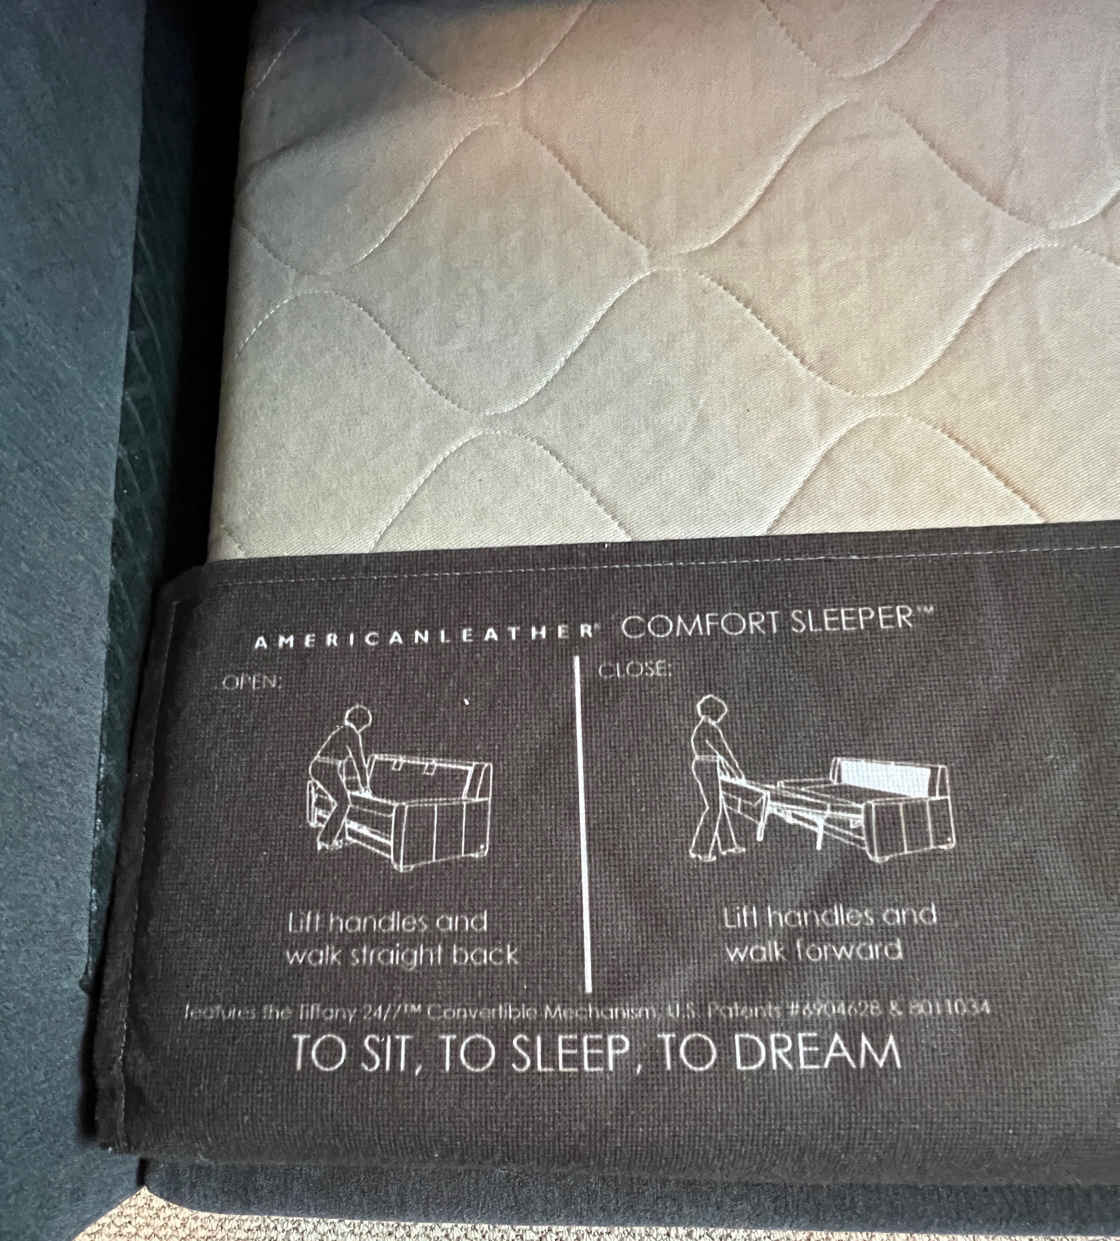 AMERICANLEATHER® COMFORT SLEEPER™
OPEN:
CLOSE:
Lift handles and
walk straight back
Lift handles and
walk forward
features the Tiffany 24/7™ Convertible Mechanism, U.S. Patents #6904628 & 8011034
TO SIT, TO SLEEP, TO DREAM